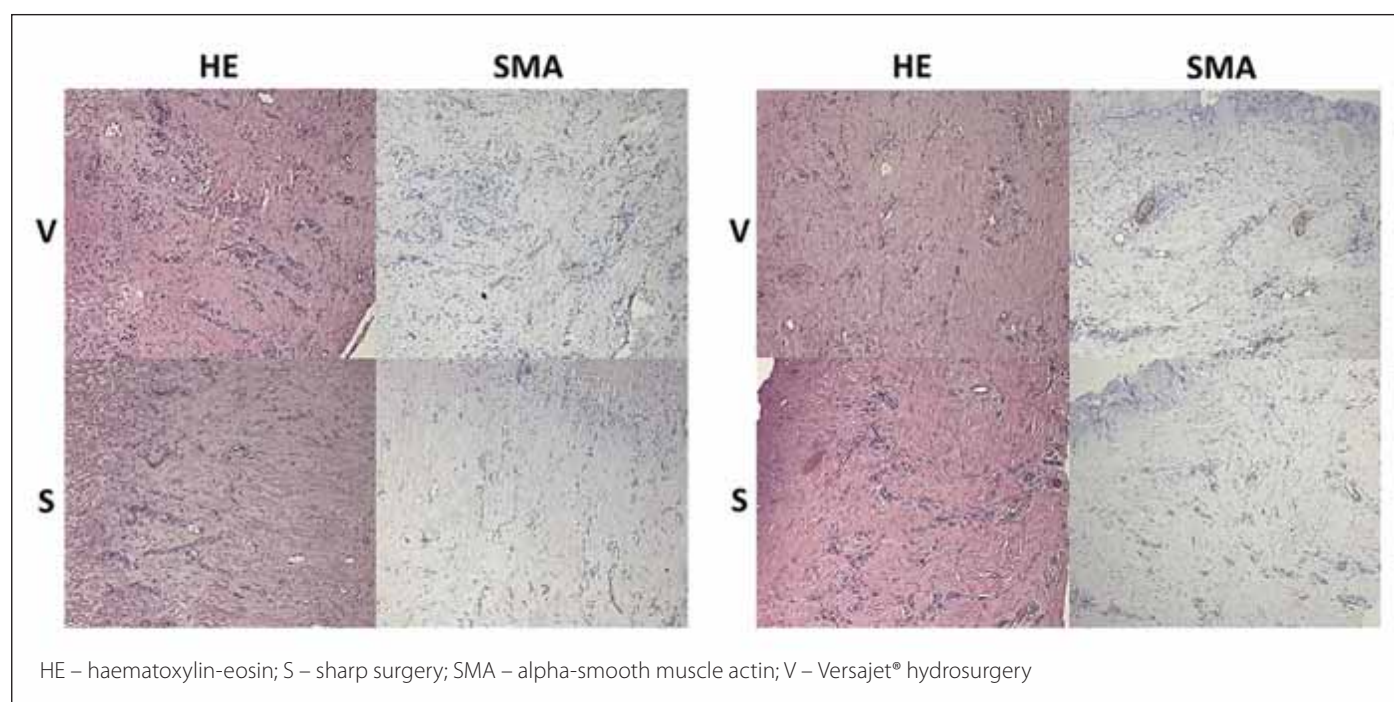 HE SMA HE SMA
V V
S S
HE – haematoxylin-eosin; S – sharp surgery; SMA – alpha-smooth muscle actin; V – Versajet® hydrosurgery